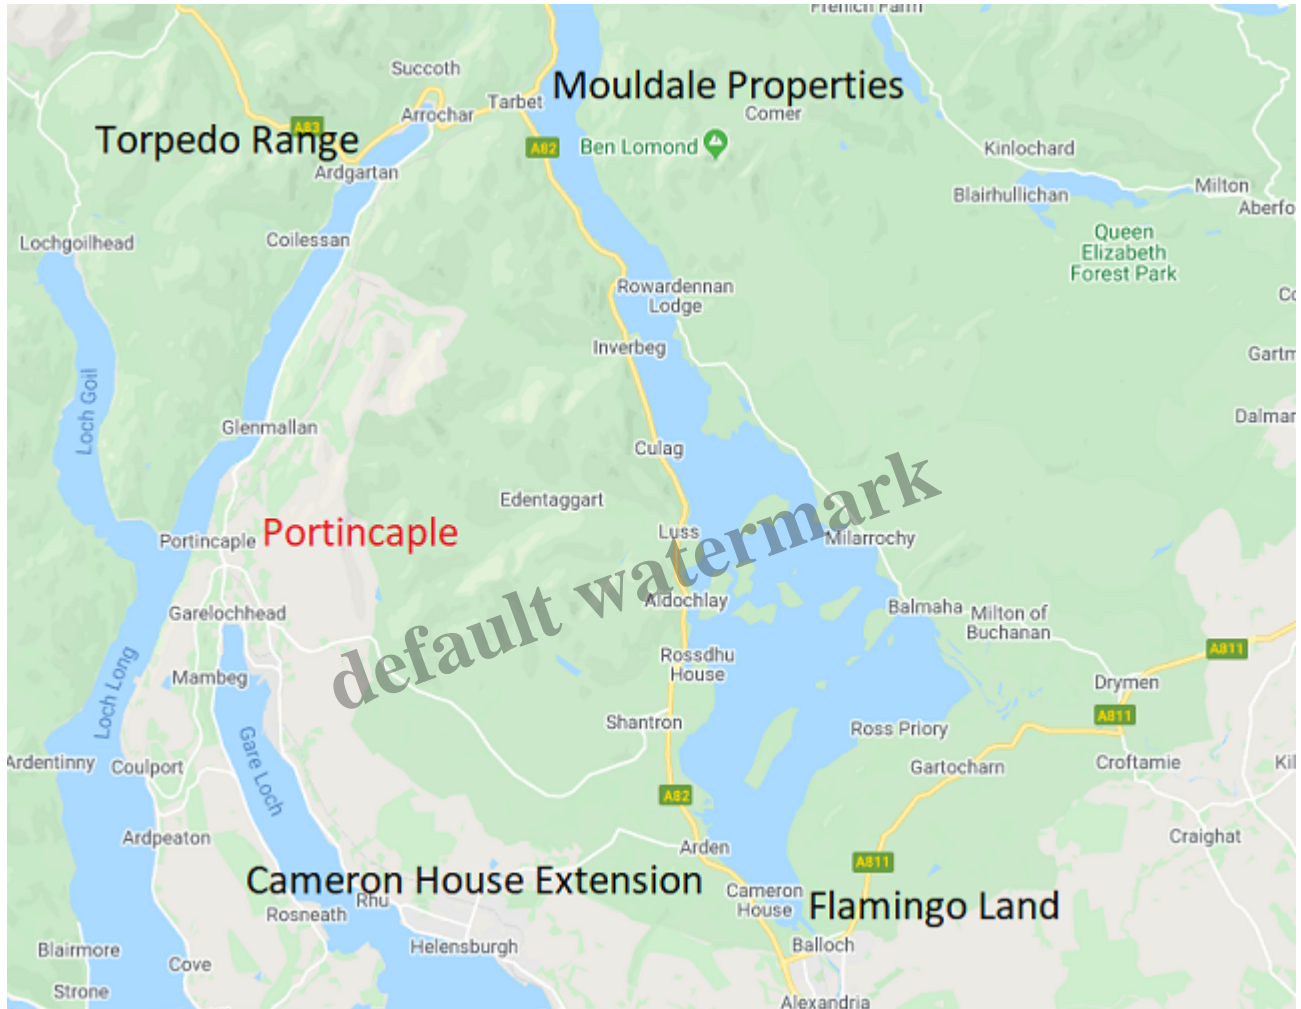 Frenich Farm
Succoth
Mouldale Properties
Tarbet
Arrochar
Comer
A83
Torpedo Range
A82
Ben Lomond
Kinlochard
Ardgartan
Blairhullichan
Milton
Aberfo
Lochgoilhead
Coilessan
Queen
Elizabeth
Forest Park
Rowardennan
Lodge
Inverbeg
Gartm
Loch Goil
Glenmallan
Dalmar
Culag
Edentaggart
Portincaple
Portincaple
Luss
Milarrochy
default watermark
Aldochlay
Garelochhead
Balmaha
Milton of
Buchanan
Rossdhu
House
A811
Mambeg
Loch Long
Drymen
A811
Shantron
Ross Priory
Ardentinny
Coulport
Gare Loch
Gartocharn
Croftamie
Kil
A82
Ardpeaton
Craighat
Arden
A811
Cameron House Extension
Cameron
House
Flamingo Land
Rhu
Rosneath
Helensburgh
Balloch
Blairmore
Cove
Strone
Alexandria